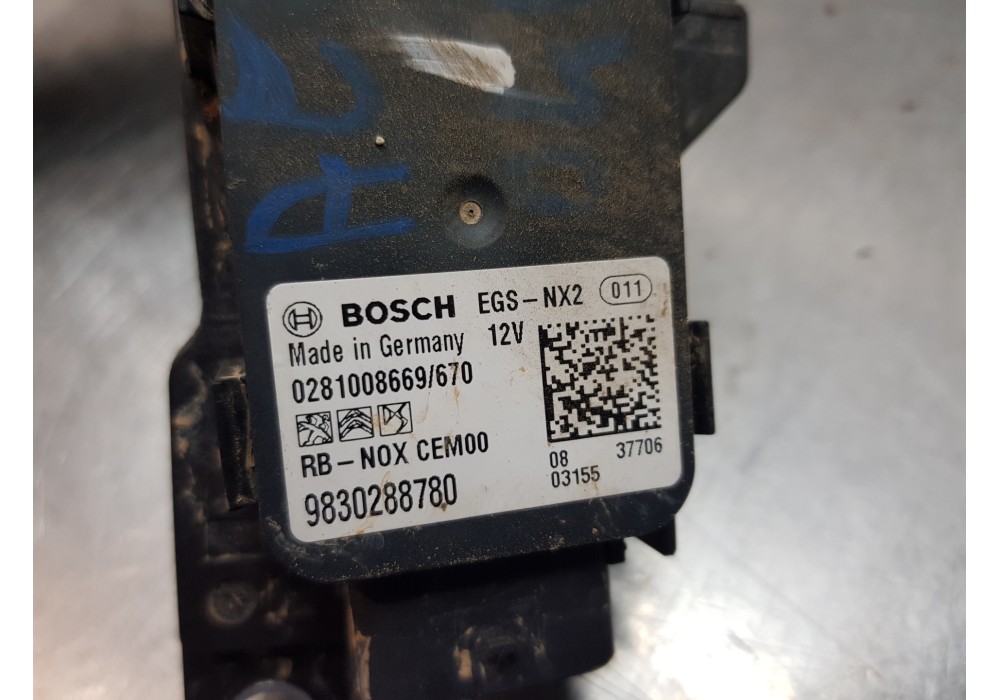 BOSCH EGS-NX2 011
Made in Germany 12V
0281008669/670
RB-NOX CEM00
9830288780
08 37706
03155